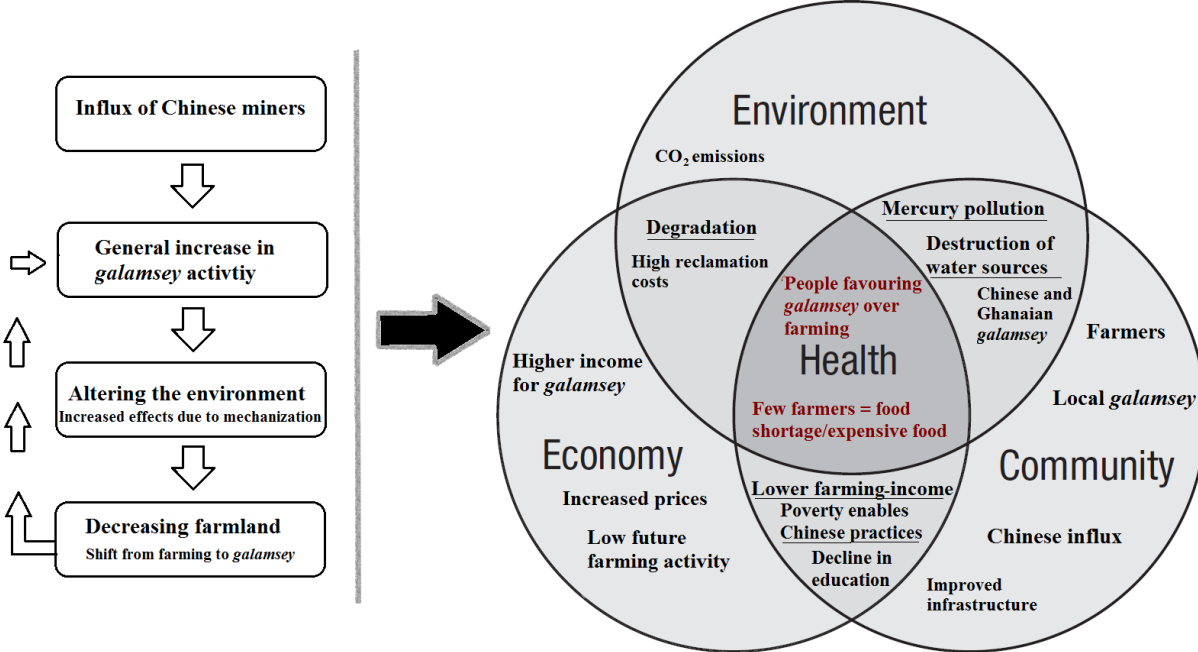 Influx of Chinese miners
General increase in
galamsey activtiy
Altering the environment
Increased effects due to mechanization
Decreasing farmland
Shift from farming to galamsey
Environment
CO₂ emissions
Degradation
High reclamation
costs
Mercury pollution
Destruction of
water sources
Chinese and
Ghanaian
galamsey
People favouring
galamsey over
farming
Health
Few farmers = food
shortage/expensive food
Higher income
for galamsey
Economy
Increased prices
Low future
farming activity
Lower farming-income
Poverty enables
Chinese practices
Decline in
education
Farmers
Local galamsey
Community
Chinese influx
Improved
infrastructure